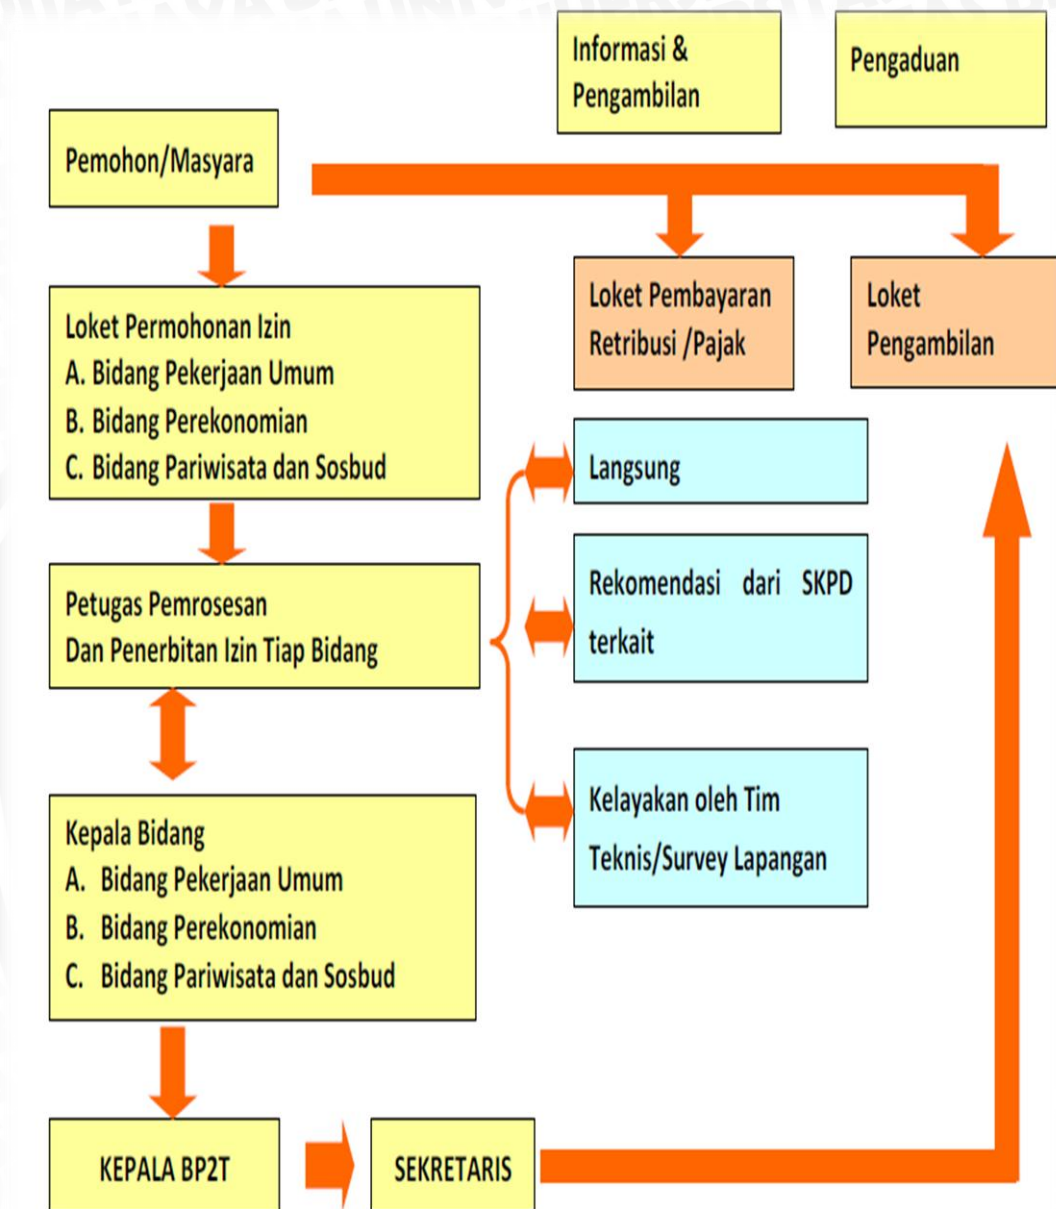 Informasi &
Pengambilan
Pengaduan
Pemohon/Masyara
Loket Permohonan Izin
A. Bidang Pekerjaan Umum
B. Bidang Perekonomian
C. Bidang Pariwisata dan Sosbud
Loket Pembayaran
Retribusi /Pajak
Loket
Pengambilan
Langsung
Rekomendasi dari SKPD
terkait
Petugas Pemrosesan
Dan Penerbitan Izin Tiap Bidang
Kelayakan oleh Tim
Teknis/Survey Lapangan
Kepala Bidang
A. Bidang Pekerjaan Umum
B. Bidang Perekonomian
C. Bidang Pariwisata dan Sosbud
KEPALA BP2T
SEKRETARIS